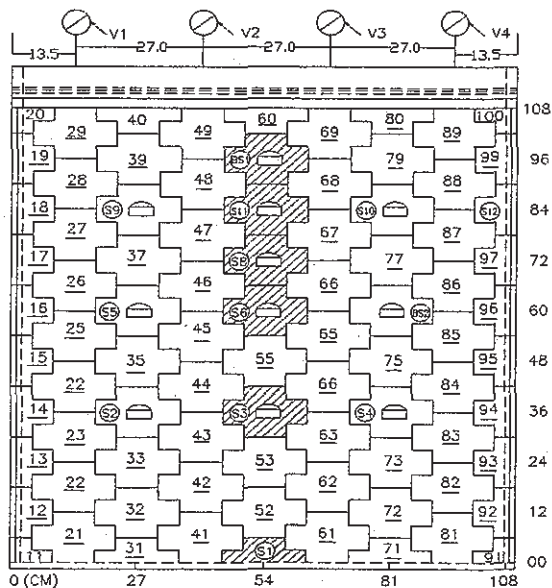 V1 V2 V3 V4
13.5 27.0 27.0 27.0 13.5
20 40 60 80 100 108
29 49 69 89
19 39 BS1 79 99 96
28 48 68 88
18 S9 S11 S10 S12 84
27 47 67 87
17 37 S8 77 97 72
26 46 66 86
16 S5 S6 BS2 96 60
25 45 55 85
15 35 55 75 95 48
22 44 66 84
14 S2 S3 S4 94 36
23 43 63 83
13 33 53 73 93 24
22 42 62 82
12 32 52 72 92 12
21 41 61 81
11 31 S1 71 91 00
0 (CM) 27 54 81 108